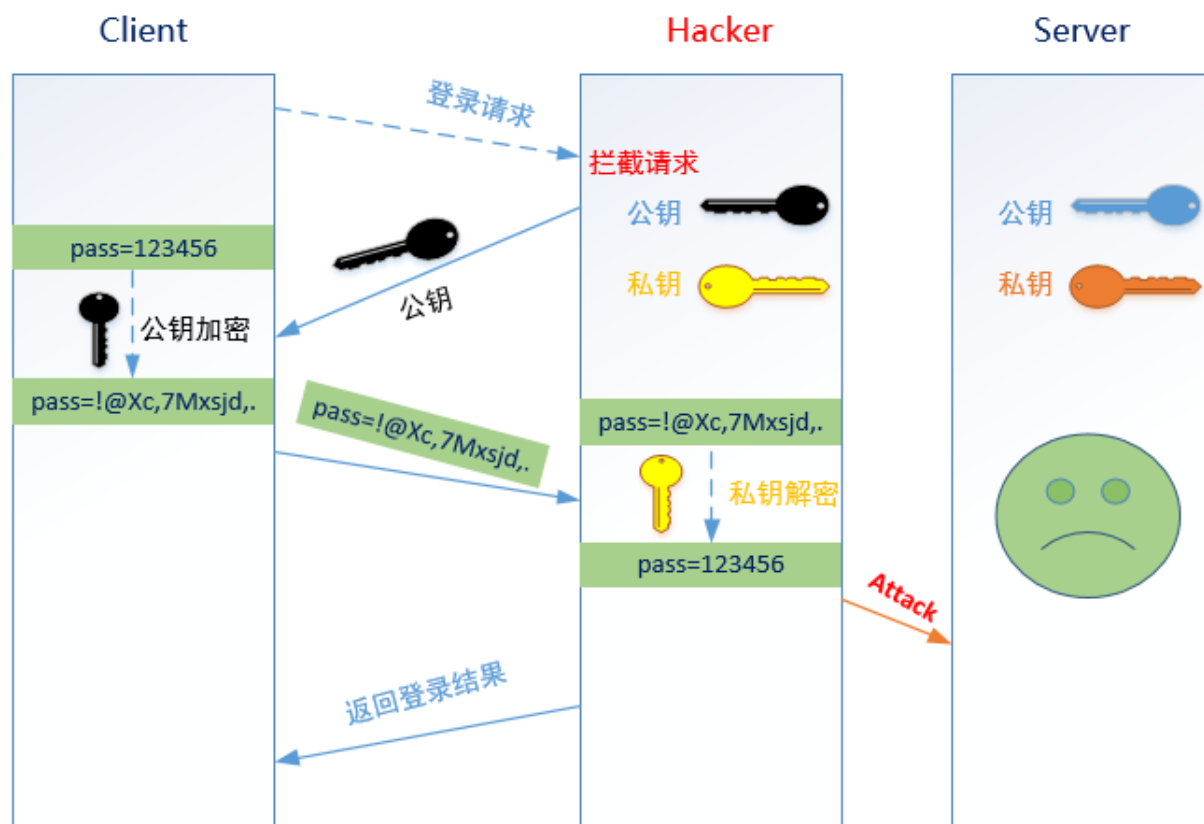 Client
Hacker
Server
登录请求
拦截请求
公钥
公钥
pass=123456
私钥
私钥
公钥
公钥加密
pass=!@Xc,7Mxsjd,.
pass=!@Xc,7Mxsjd,.
pass=!@Xc,7Mxsjd,.
私钥解密
pass=123456
Attack
返回登录结果